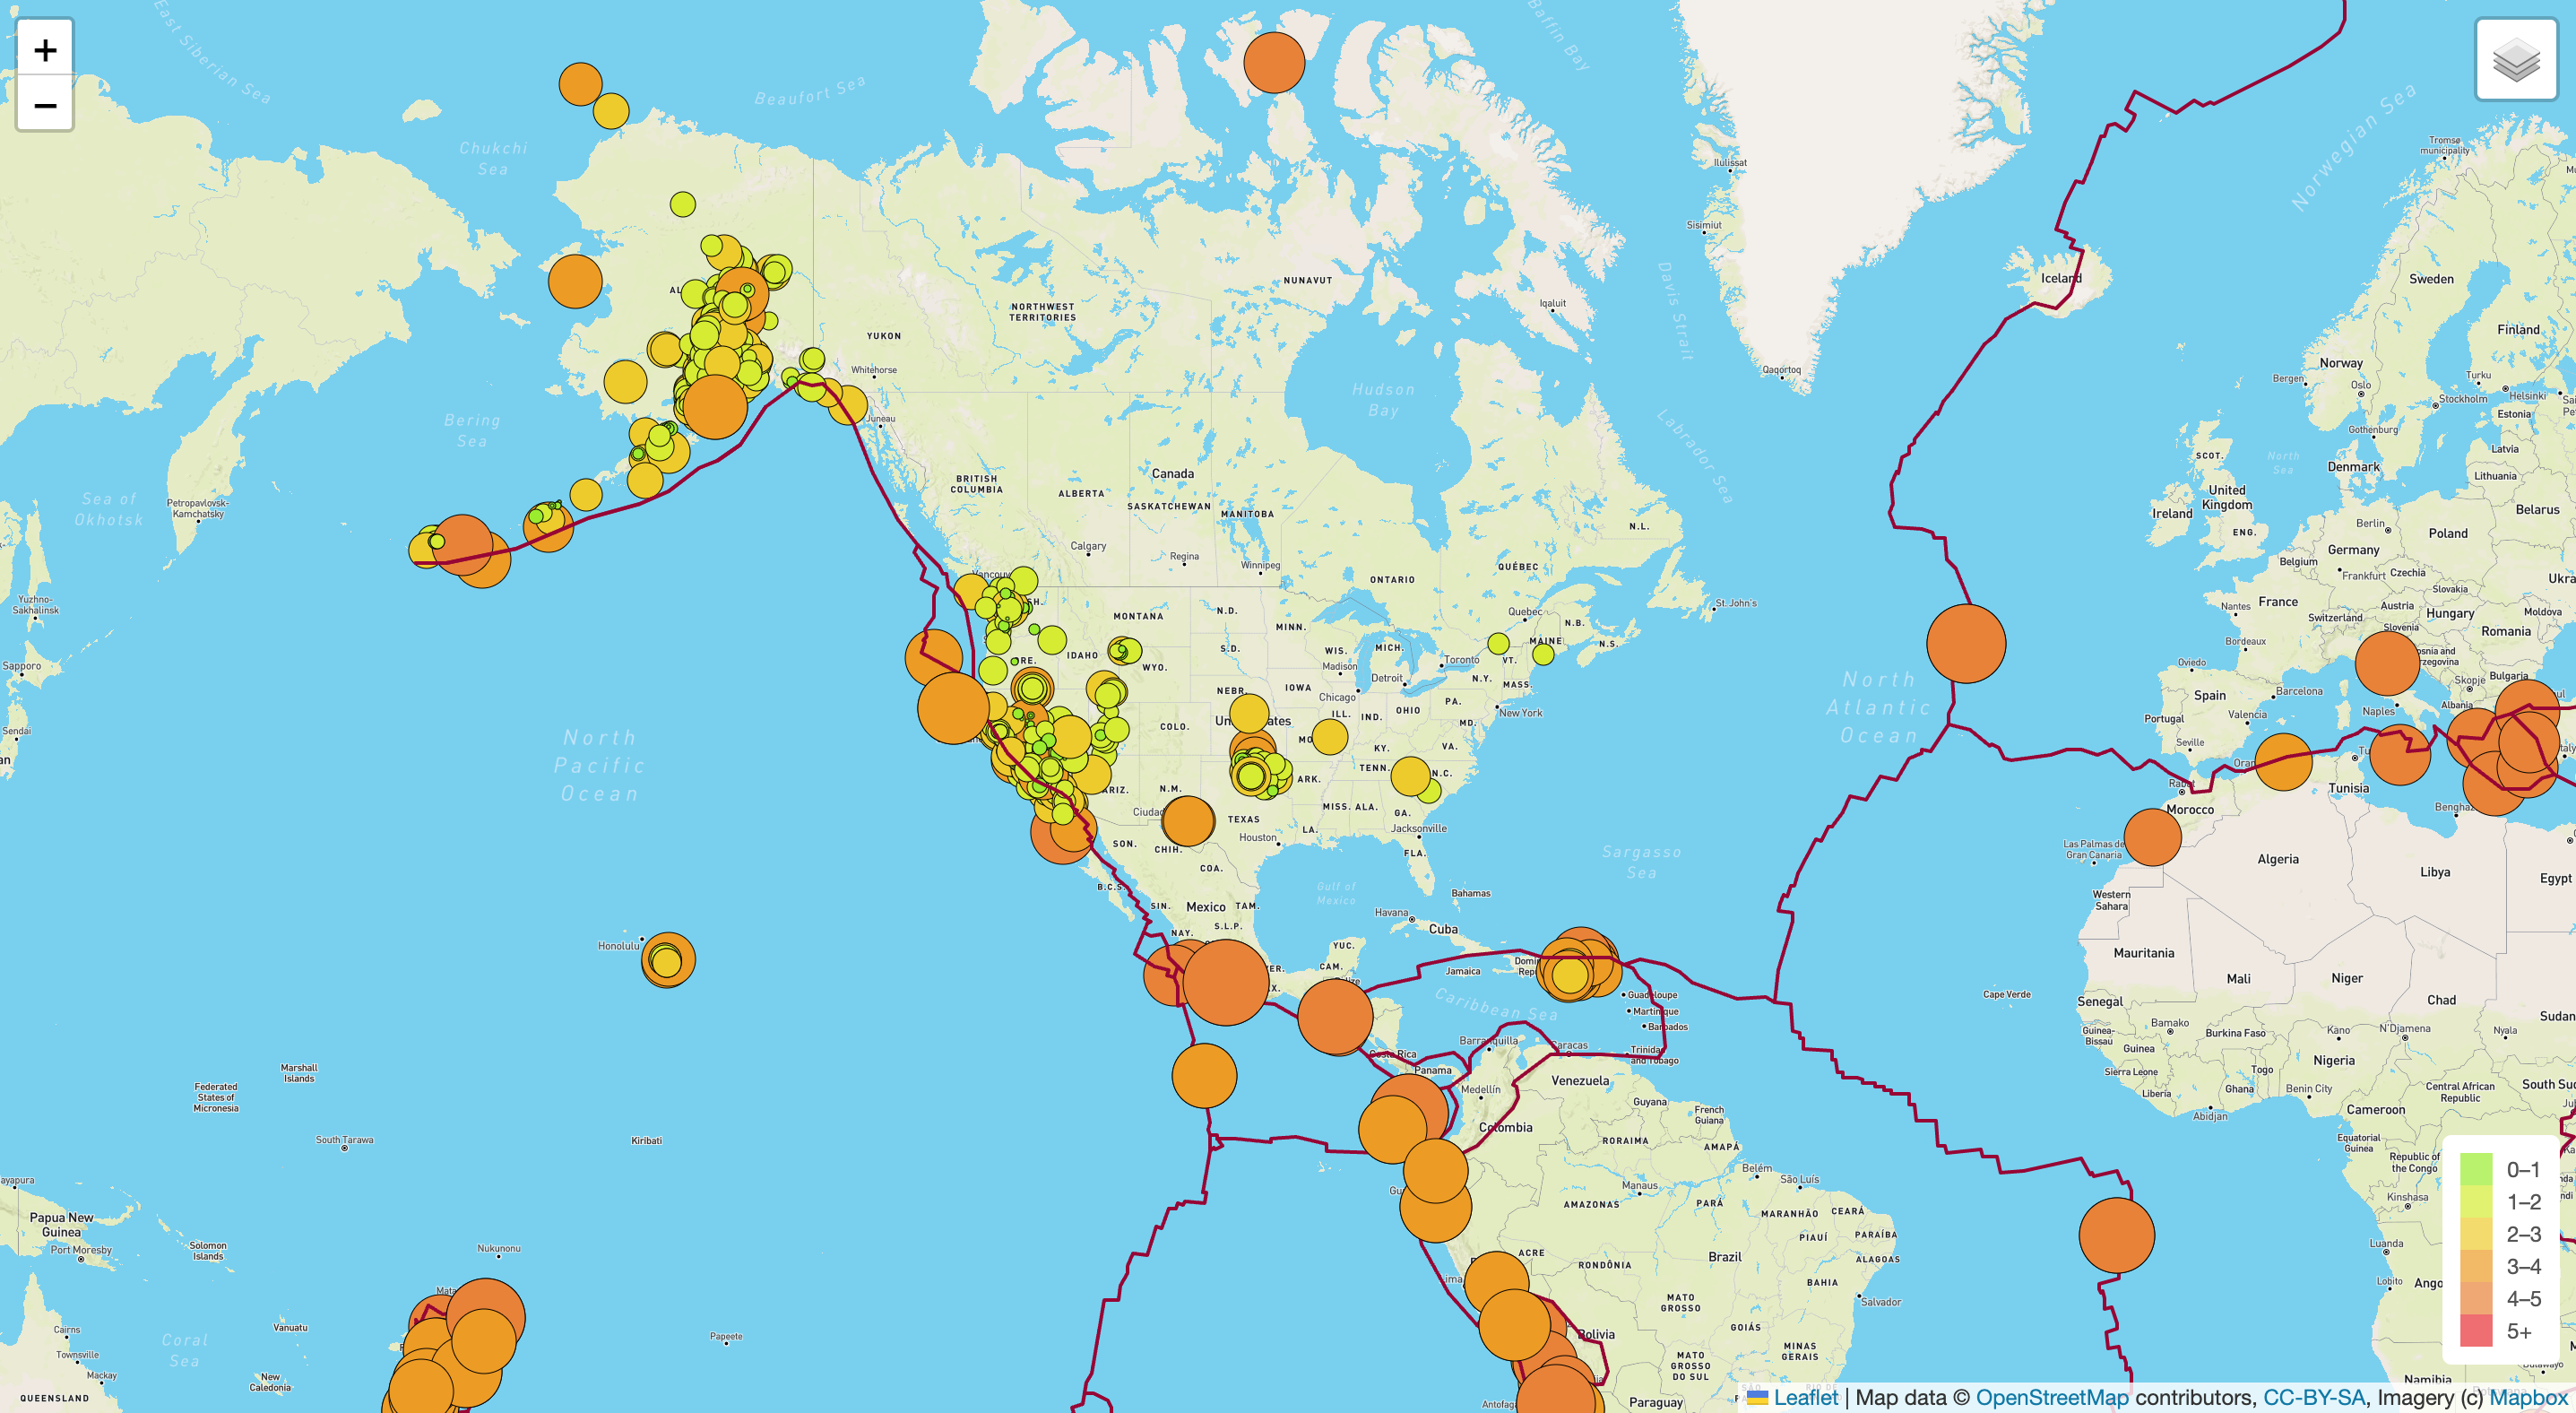 +
−
East Siberian Sea
Beaufort Sea
Baffin Bay
Norwegian Sea
Chukchi
Sea
Tromsø
municipality
Ilulissat
Sisimiut
Iceland
Sweden
NUNAVUT
NORTHWEST
TERRITORIES
Iqaluit
Davis Strait
Finland
YUKON
Whitehorse
Qaqortoq
Norway
Bergen
Oslo
Turku
Helsinki
Stockholm
Estonia
Hudson
Bay
Labrador Sea
Bering
Sea
Juneau
Gothenburg
Latvia
SCOT.
North
Sea
Denmark
Lithuania
Canada
BRITISH
COLUMBIA
ALBERTA
SASKATCHEWAN
MANITOBA
Sea of
Okhotsk
Petropavlovsk-
Kamchatsky
United
Kingdom
Ireland
Belarus
N.L.
Berlin
ENG.
Poland
Calgary
Regina
Winnipeg
Germany
Belgium
Frankfurt
Czechia
ONTARIO
QUÉBEC
Slovakia
Yuzhno-
Sakhalinsk
St. John's
Nantes
France
Austria
Hungary
Moldova
Quebec
N.B.
Switzerland
Slovenia
Romania
MONTANA
N.D.
MINN.
MAINE
N.S.
Bordeaux
IDAHO
WYO.
S.D.
WIS.
MICH.
Toronto
VT.
Sapporo
Madison
Detroit
N.Y.
MASS.
Oviedo
Skopje
Bulgaria
NEBR.
IOWA
Chicago
PA.
New York
Spain
Barcelona
Albania
Naples
OHIO
ILL.
IND.
MD.
Portugal
Valencia
North
Atlantic
Ocean
COLO.
KY.
VA.
Sendai
Seville
North
Pacific
Ocean
TENN.
N.C.
ARK.
ARIZ.
N.M.
Rabat
Tunisia
MISS.
ALA.
GA.
Morocco
TEXAS
Houston
LA.
Jacksonville
SON.
CHIH.
FLA.
Las Palmas de
Gran Canaria
Algeria
Libya
Egypt
COA.
Sargasso
Sea
Gulf of
Mexico
Bahamas
Western
Sahara
B.C.S.
SIN.
Mexico
TAM.
Havana
Cuba
NAY.
S.L.P.
Honolulu
YUC.
CAM.
Jamaica
Mauritania
Mali
Niger
Chad
Cape Verde
Senegal
Guadeloupe
Martinique
Barbados
Caribbean Sea
Bamako
Burkina Faso
Kano
N'Djamena
Nyala
Guinea-
Bissau
Guinea
Nigeria
Costa Rica
Barranquilla
Caracas
Trinidad
and Tobago
Marshall
Islands
Panama
Medellín
Venezuela
Sierra Leone
Togo
Ghana
Benin City
Central African
Republic
Liberia
Abidjan
Cameroon
Federated
States of
Micronesia
Guyana
French
Guiana
Colombia
RORAIMA
AMAPÁ
South Tarawa
Kiribati
Equatorial
Guinea
Republic of
the Congo
Belém
São Luís
Manaus
AMAZONAS
PARÁ
MARANHÃO
CEARÁ
Kinshasa
Papua New
Guinea
Port Moresby
Solomon
Islands
Nukunonu
PIAUÍ
PARAÍBA
ALAGOAS
Luanda
ACRE
RONDÔNIA
Brazil
BAHIA
Lobito
MATO
GROSSO
Salvador
Cairns
Townsville
Mackay
Coral
Sea
Vanuatu
Papeete
GOIÁS
Bolivia
MATO
GROSSO
DO SUL
MINAS
GERAIS
New
Caledonia
QUEENSLAND
Paraguay
Namibia
0–1
1–2
2–3
3–4
4–5
5+
Leaflet | Map data © OpenStreetMap contributors, CC-BY-SA, Imagery (c) Mapbox